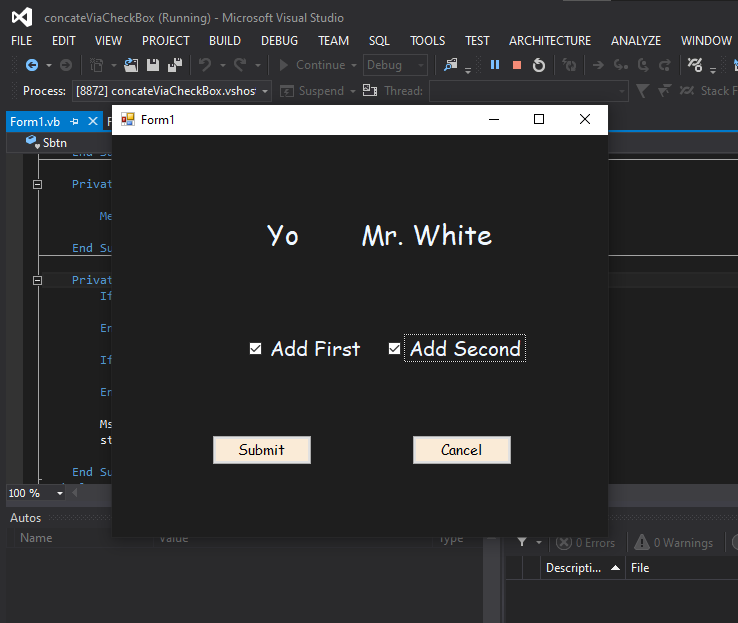 concateViaCheckBox (Running) - Microsoft Visual Studio
FILE EDIT VIEW PROJECT BUILD DEBUG TEAM SQL TOOLS TEST ARCHITECTURE ANALYZE WINDOW
Continue Debug
Process: [8872] concateViaCheckBox.vshos Suspend Thread: Stack F
Form1.vb
Form1
Sbtn
End Su
Privat
Me
End Su
Yo Mr. White
Privat
If
En
Add First Add Second
If
En
Ms
st
Submit Cancel
End Su
100 %
Autos
Name Value Type
0 Errors 0 Warnings
Descripti... File